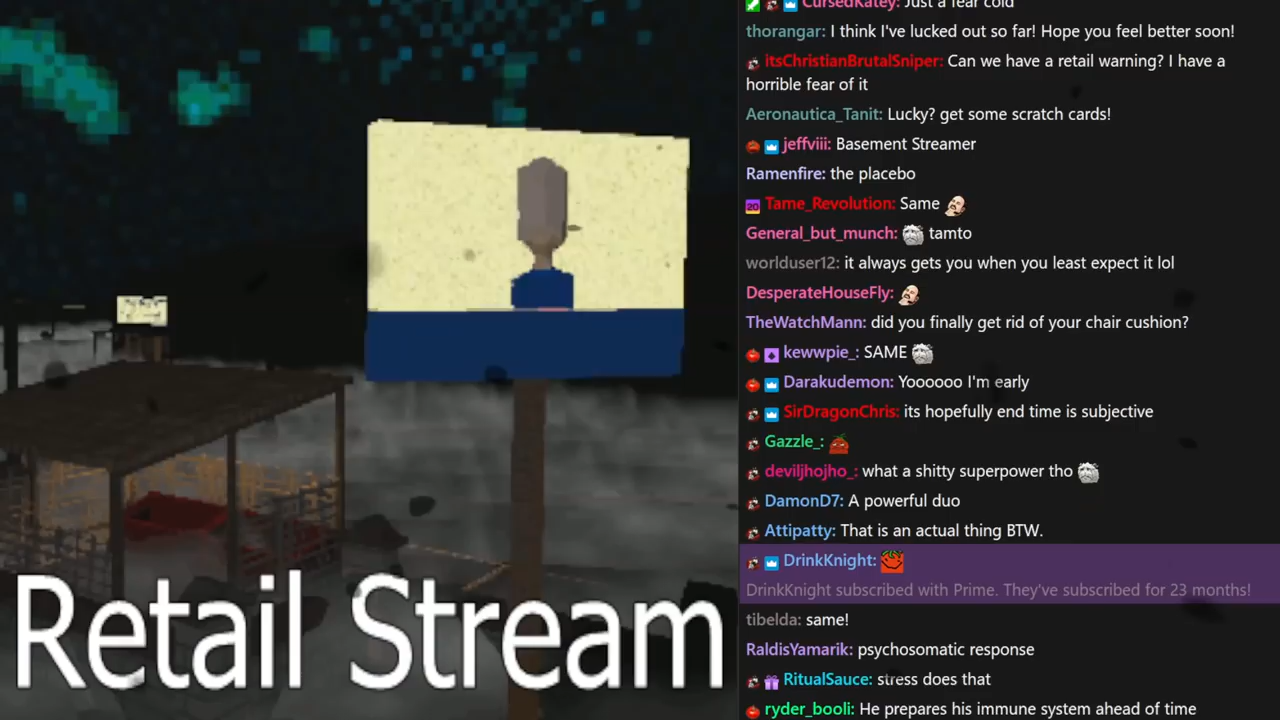 CursedKatey: Just a fear cold
thorangar: I think I've lucked out so far! Hope you feel better soon!
itsChristianBrutalSniper: Can we have a retail warning? I have a
horrible fear of it
Aeronautica_Tanit: Lucky? get some scratch cards!
jeffviii: Basement Streamer
Ramenfire: the placebo
20 Tame_Revolution: Same
General_but_munch: tamto
worlduser12: it always gets you when you least expect it lol
DesperateHouseFly:
TheWatchMann: did you finally get rid of your chair cushion?
kewwpie_: SAME
Darakudemon: Yoooooo I'm early
SirDragonChris: its hopefully end time is subjective
Gazzle_:
deviljhojho_: what a shitty superpower tho
DamonD7: A powerful duo
Attipatty: That is an actual thing BTW.
DrinkKnight:
DrinkKnight subscribed with Prime. They've subscribed for 23 months!
tibelda: same!
RaldisYamarik: psychosomatic response
RitualSauce: stress does that
ryder_booli: He prepares his immune system ahead of time
Retail Stream